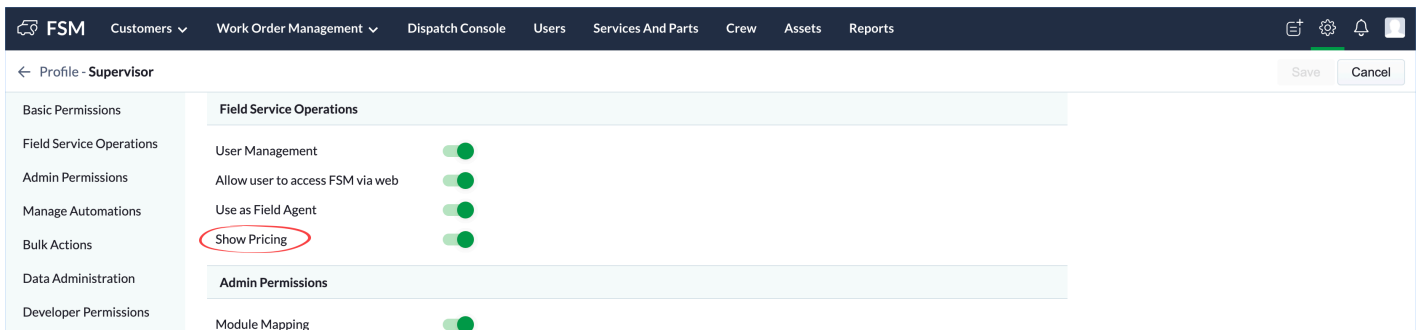 FSM Customers Work Order Management Dispatch Console Users Services And Parts Crew Assets Reports
Profile - Supervisor Save Cancel
Basic Permissions
Field Service Operations
Admin Permissions
Manage Automations
Bulk Actions
Data Administration
Developer Permissions
Field Service Operations
User Management
Allow user to access FSM via web
Use as Field Agent
Show Pricing
Admin Permissions
Module Mapping